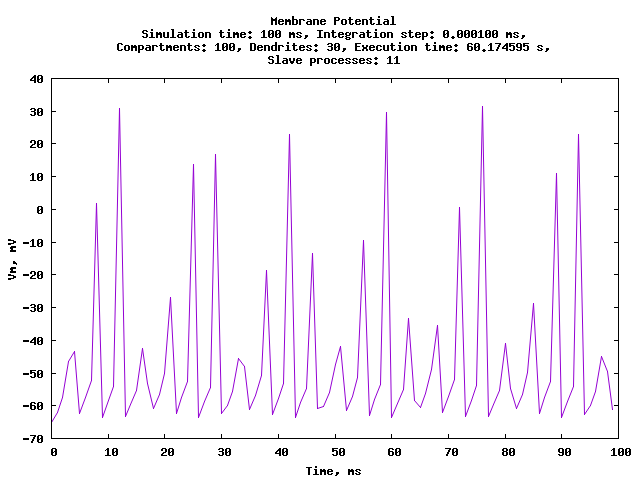 Membrane Potential
Simulation time: 100 ms, Integration step: 0.000100 ms,
Compartments: 100, Dendrites: 30, Execution time: 60.174595 s,
Slave processes: 11
40
30
20
10
0
-10
-20
-30
-40
-50
-60
-70
Vm, mV
0 10 20 30 40 50 60 70 80 90 100
Time, ms